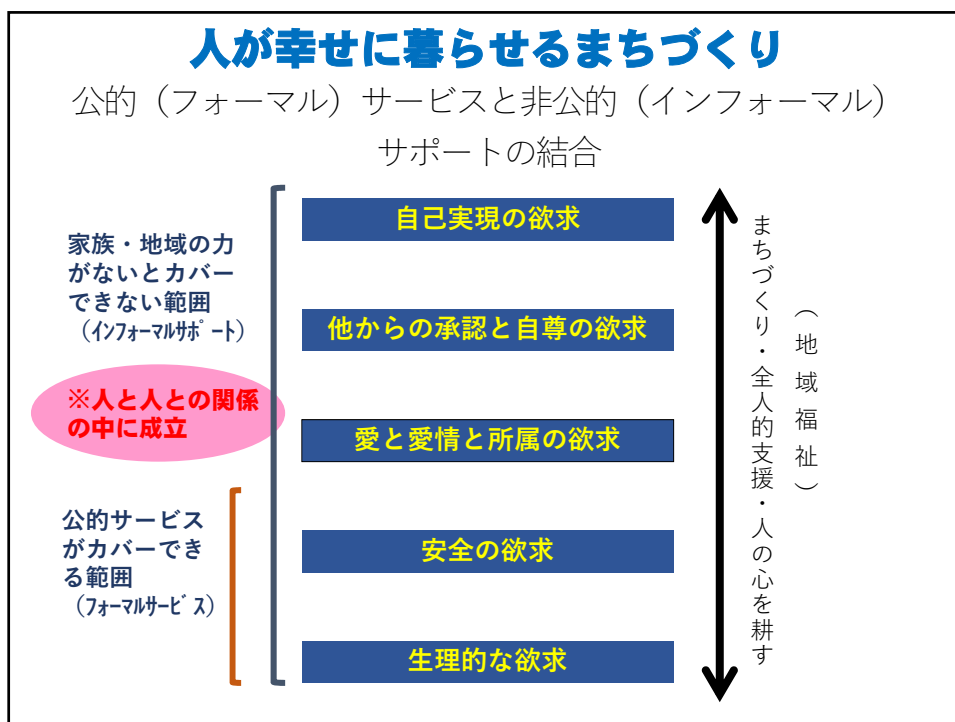 人が幸せに暮らせるまちづくり
公的（フォーマル）サービスと非公的（インフォーマル）
サポートの結合
家族・地域の力
がないとカバー
できない範囲
（ｲﾝﾌｫｰﾏﾙｻﾎﾟｰﾄ）
※人と人との関係
の中に成立
公的サービス
がカバーでき
る範囲
（ﾌｫｰﾏﾙｻｰﾋﾞｽ）
自己実現の欲求
他からの承認と自尊の欲求
愛と愛情と所属の欲求
安全の欲求
生理的な欲求
（地域福祉）
まちづくり・全人的支援・人の心を耕す